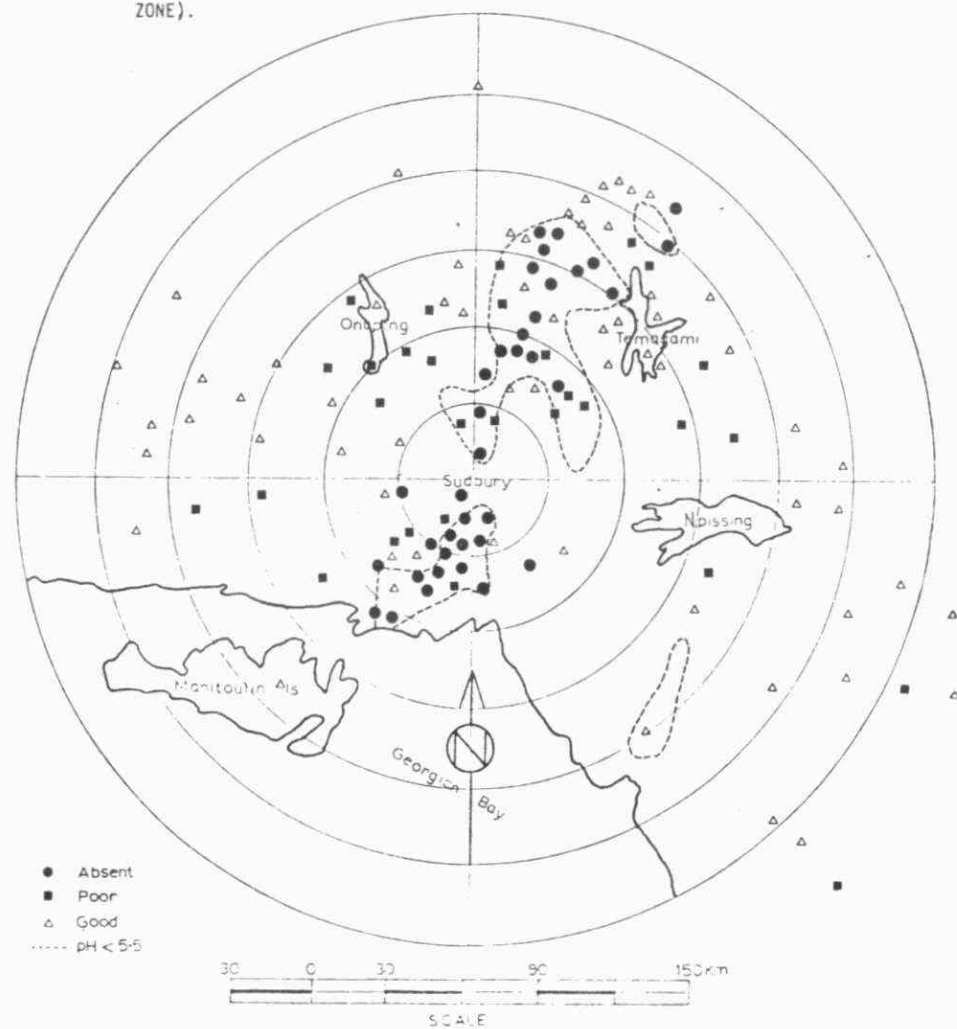 ZONE).
Onaping
Temagami
Sudbury
Nipissing
Manitoulin Is
N
Georgian
Bay
Absent
Poor
Good
pH < 5·5
30 0 30 90 150Km
SCALE